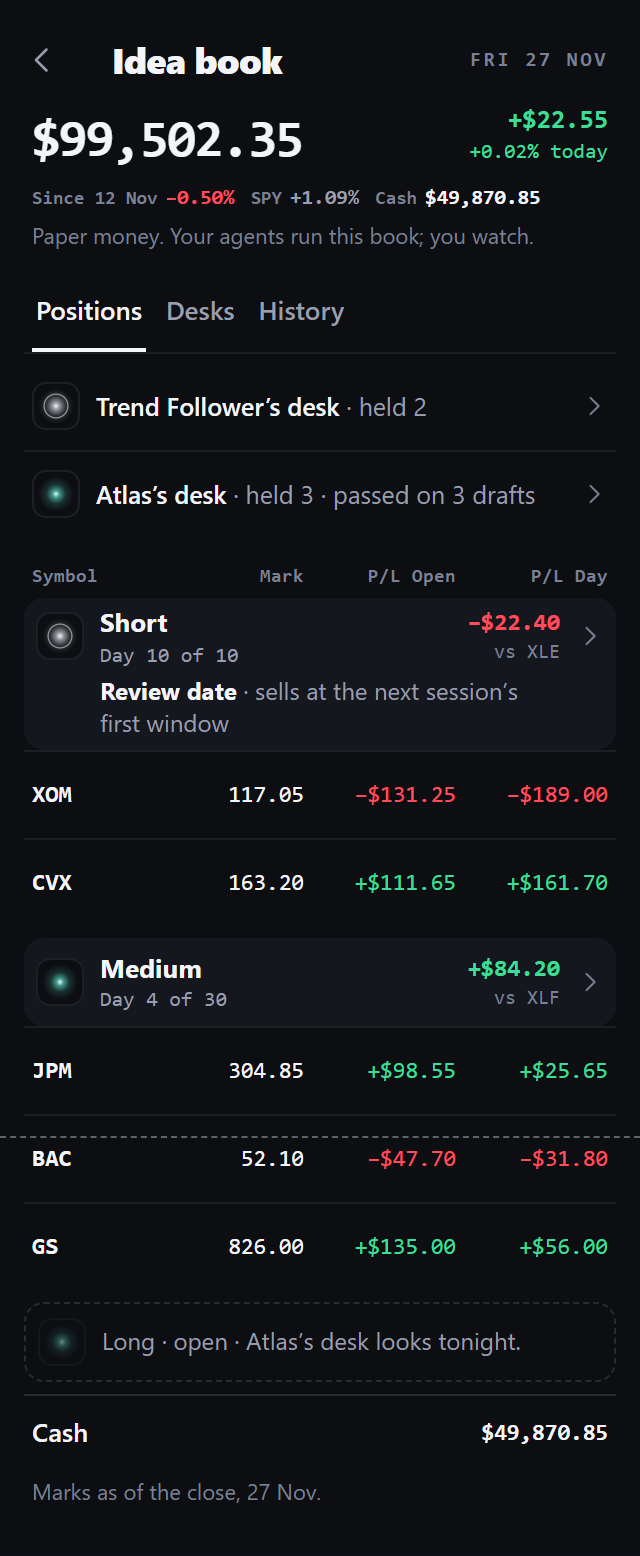 Idea book FRI 27 NOV
$99,502.35 +$22.55
+0.02% today
Since 12 Nov −0.50% SPY +1.09% Cash $49,870.85
Paper money. Your agents run this book; you watch.
Positions Desks History
Trend Follower’s desk · held 2
Atlas’s desk · held 3 · passed on 3 drafts
Symbol Mark P/L Open P/L Day
Short −$22.40
Day 10 of 10 vs XLE
Review date · sells at the next session’s
first window
XOM 117.05 −$131.25 −$189.00
CVX 163.20 +$111.65 +$161.70
Medium +$84.20
Day 4 of 30 vs XLF
JPM 304.85 +$98.55 +$25.65
BAC 52.10 −$47.70 −$31.80
GS 826.00 +$135.00 +$56.00
Long · open · Atlas’s desk looks tonight.
Cash $49,870.85
Marks as of the close, 27 Nov.